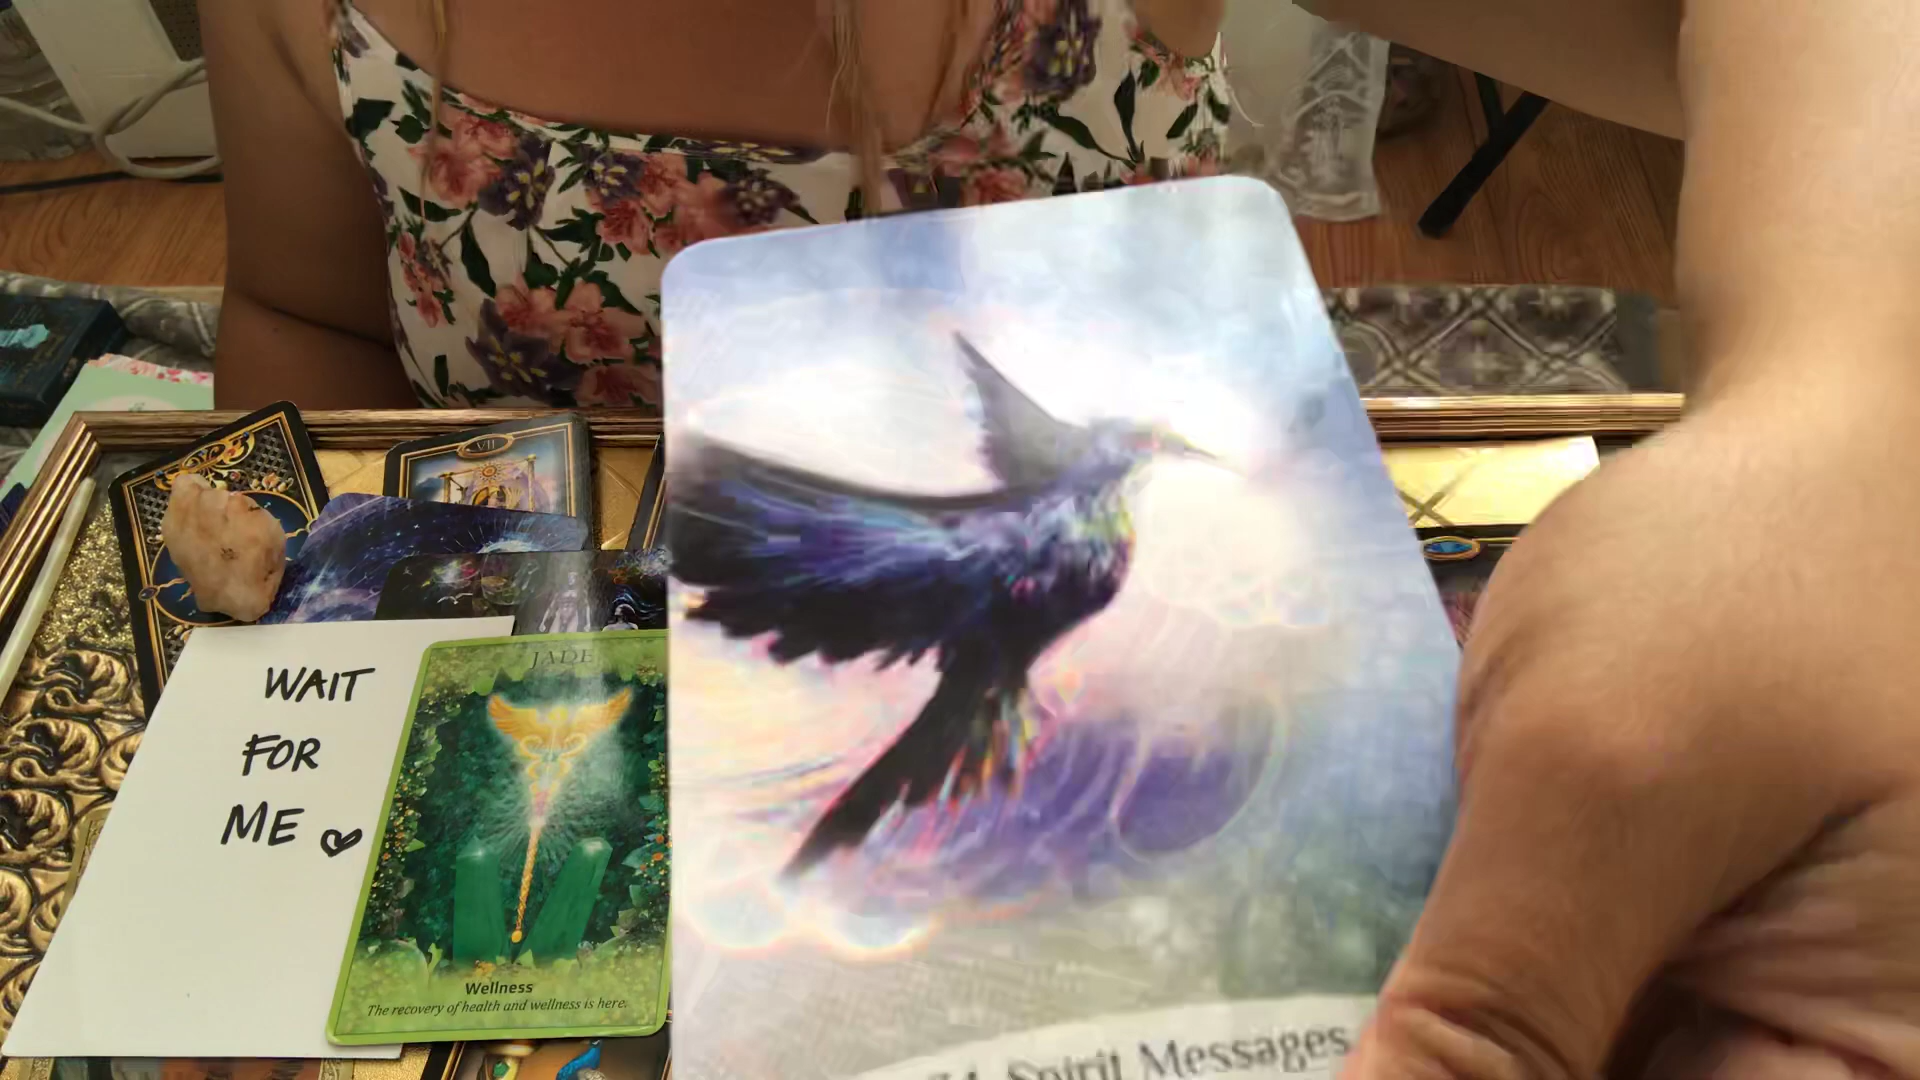 VII
WAIT
FOR
ME
JADE
Wellness
The recovery of health and wellness is here.
Spirit Messages